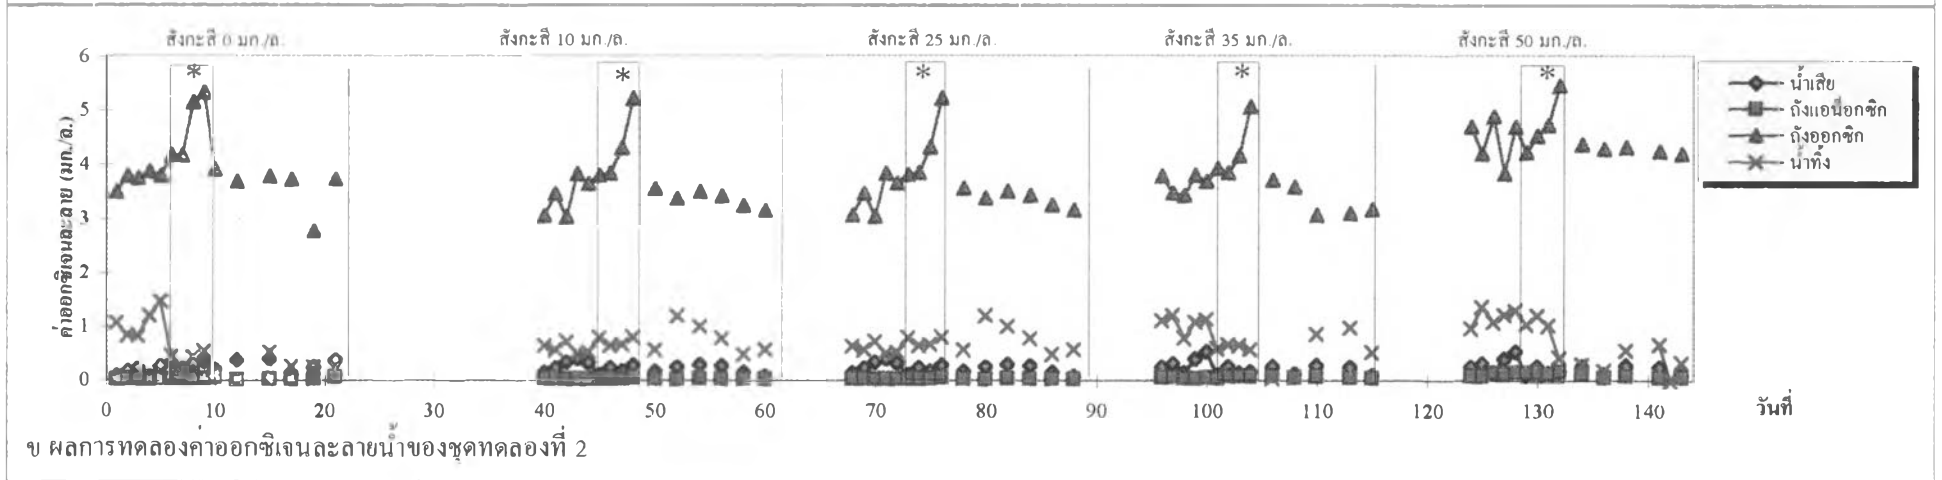 สังกะสี 0 มก./ล. สังกะสี 10 มก./ล. สังกะสี 25 มก./ล. สังกะสี 35 มก./ล. สังกะสี 50 มก./ล.
* * * * *
ค่าออกซิเจนละลาย (มก./ล.)
6
5
4
3
2
1
0
0 10 20 30 40 50 60 70 80 90 100 110 120 130 140 วันที่
น้ำเสีย
ถังแอน็อกซิก
ถังออกซิก
น้ำทิ้ง
ข ผลการทดลองค่าออกซิเจนละลายน้ำของชุดทดลองที่ 2